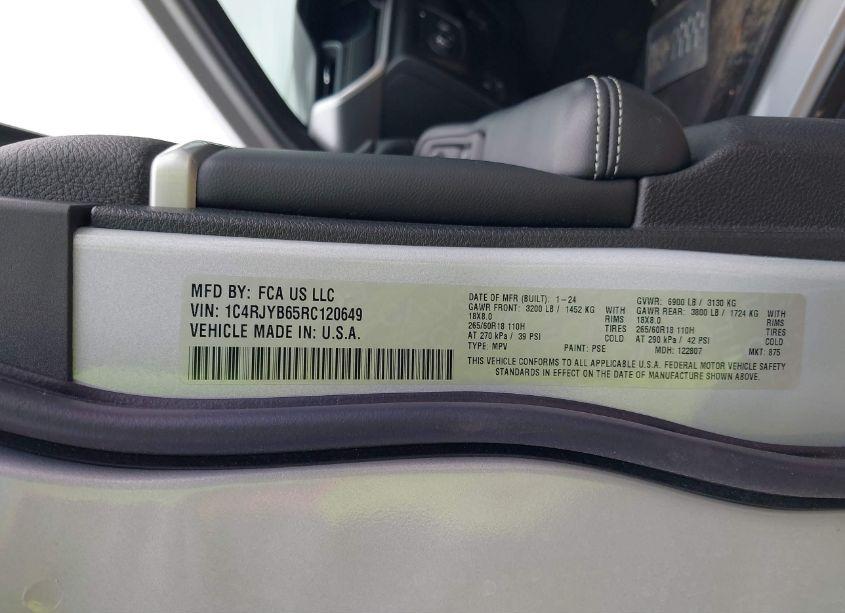 MFD BY: FCA US LLC
VIN: 1C4RJYB65RC120649
VEHICLE MADE IN: U.S.A.
DATE OF MFR (BUILT): 1-24 GVWR: 6900 LB / 3130 KG
GAWR FRONT: 3200 LB / 1452 KG WITH GAWR REAR: 3800 LB / 1724 KG WITH
18X8.0 RIMS 18X8.0 RIMS
265/60R18 110H TIRES 265/60R18 110H TIRES
AT 270 kPa / 39 PSI COLD AT 290 kPa / 42 PSI COLD
TYPE: MPV PAINT: PSE MDH: 122807 MKT: 875
THIS VEHICLE CONFORMS TO ALL APPLICABLE U.S.A. FEDERAL MOTOR VEHICLE SAFETY
STANDARDS IN EFFECT ON THE DATE OF MANUFACTURE SHOWN ABOVE.